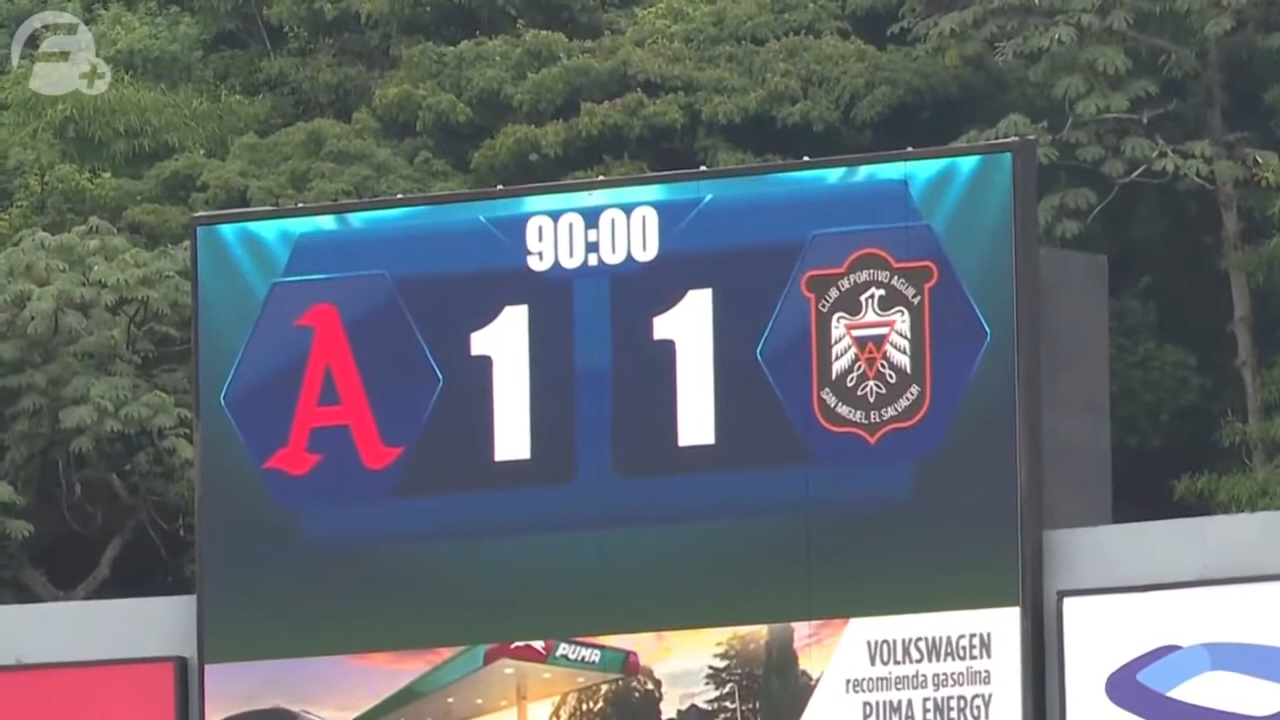 90:00
A
1 1
CLUB DEPORTIVO AGUILA
A
SAN MIGUEL, EL SALVADOR
PUMA
VOLKSWAGEN
recomienda gasolina
PUMA ENERGY